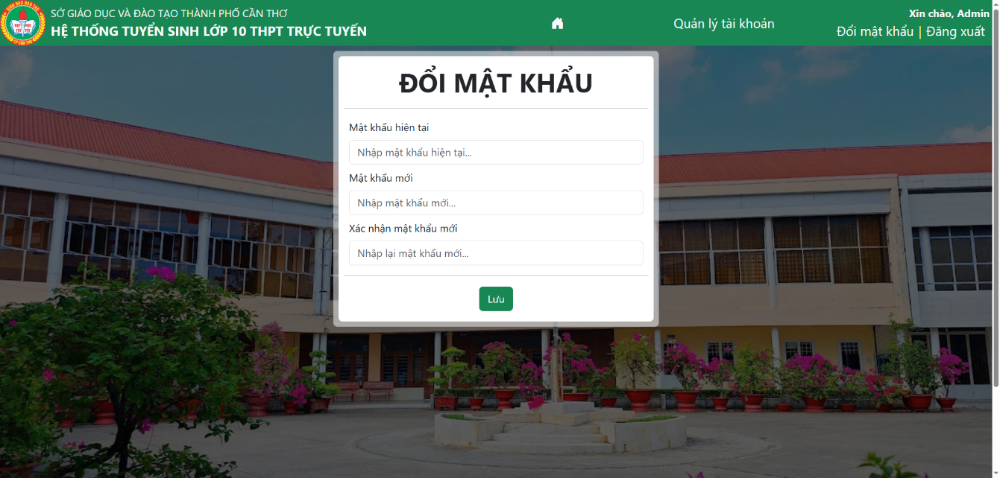 SỞ GIÁO DỤC VÀ ĐÀO TẠO THÀNH PHỐ CẦN THƠ
HỆ THỐNG TUYỂN SINH LỚP 10 THPT TRỰC TUYẾN
Quản lý tài khoản
Xin chào, Admin
Đổi mật khẩu | Đăng xuất
ĐỔI MẬT KHẨU
Mật khẩu hiện tại
Nhập mật khẩu hiện tại...
Mật khẩu mới
Nhập mật khẩu mới...
Xác nhận mật khẩu mới
Nhập lại mật khẩu mới...
Lưu